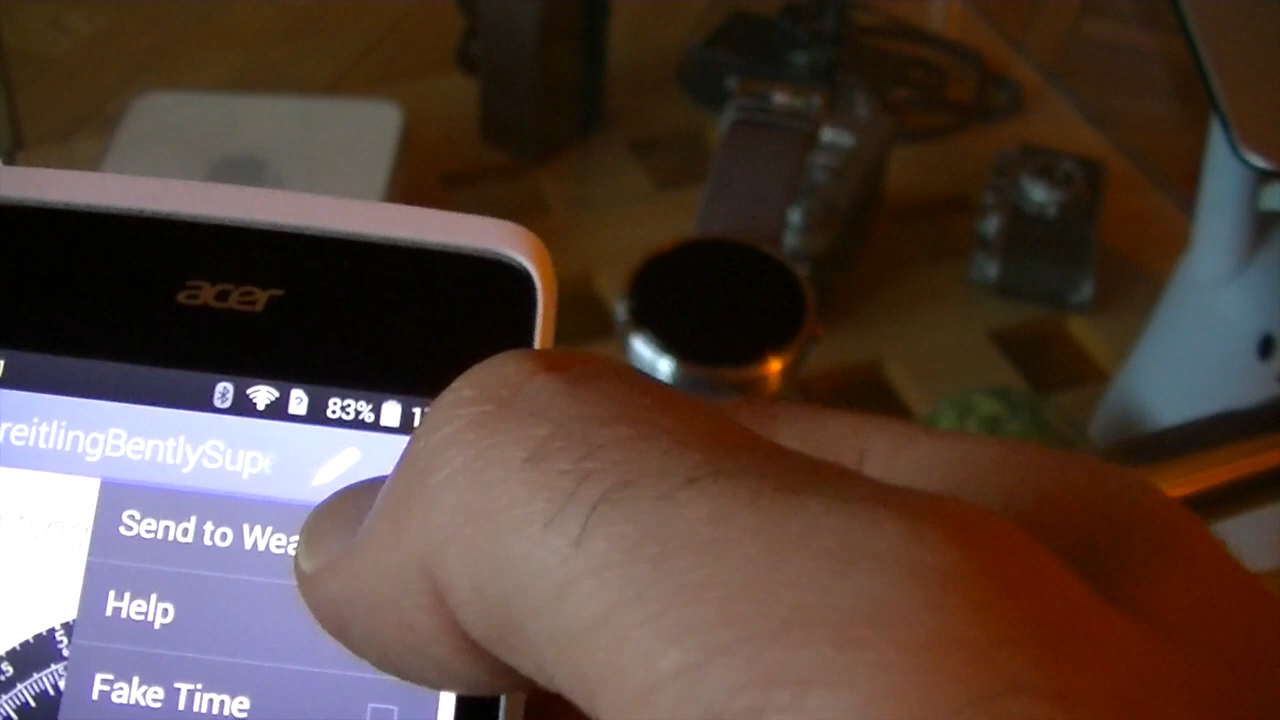 acer
83%
reitlingBentlySup
Send to Wea
Help
Fake Time